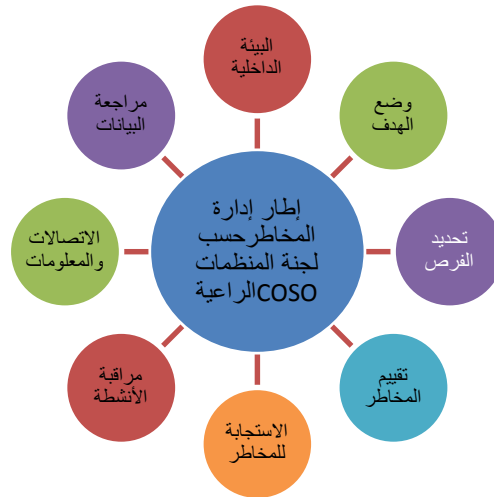 البيئة
الداخلية
وضع
الهدف
تحديد
الفرص
تقييم
المخاطر
الاستجابة
للمخاطر
مراقبة
الأنشطة
الاتصالات
والمعلومات
مراجعة
البيانات
إطار إدارة
المخاطرحسب
لجنة المنظمات
الراعيةCOSO